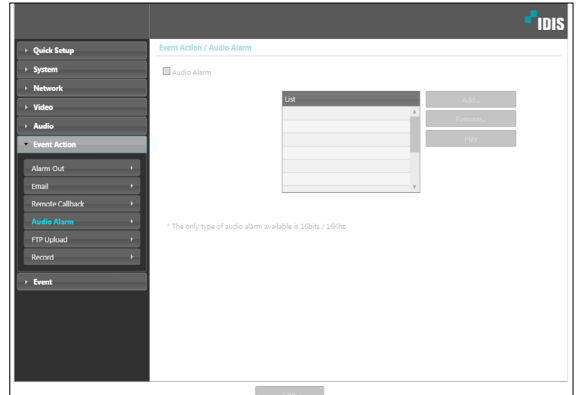 IDIS
Quick Setup
System
Network
Video
Audio
Event Action
Alarm Out
Email
Remote Callback
Audio Alarm
FTP Upload
Record
Event
Event Action / Audio Alarm
Audio Alarm
List
Add...
Remove...
Play
* The only type of audio alarm available is 16bits / 16Khz.